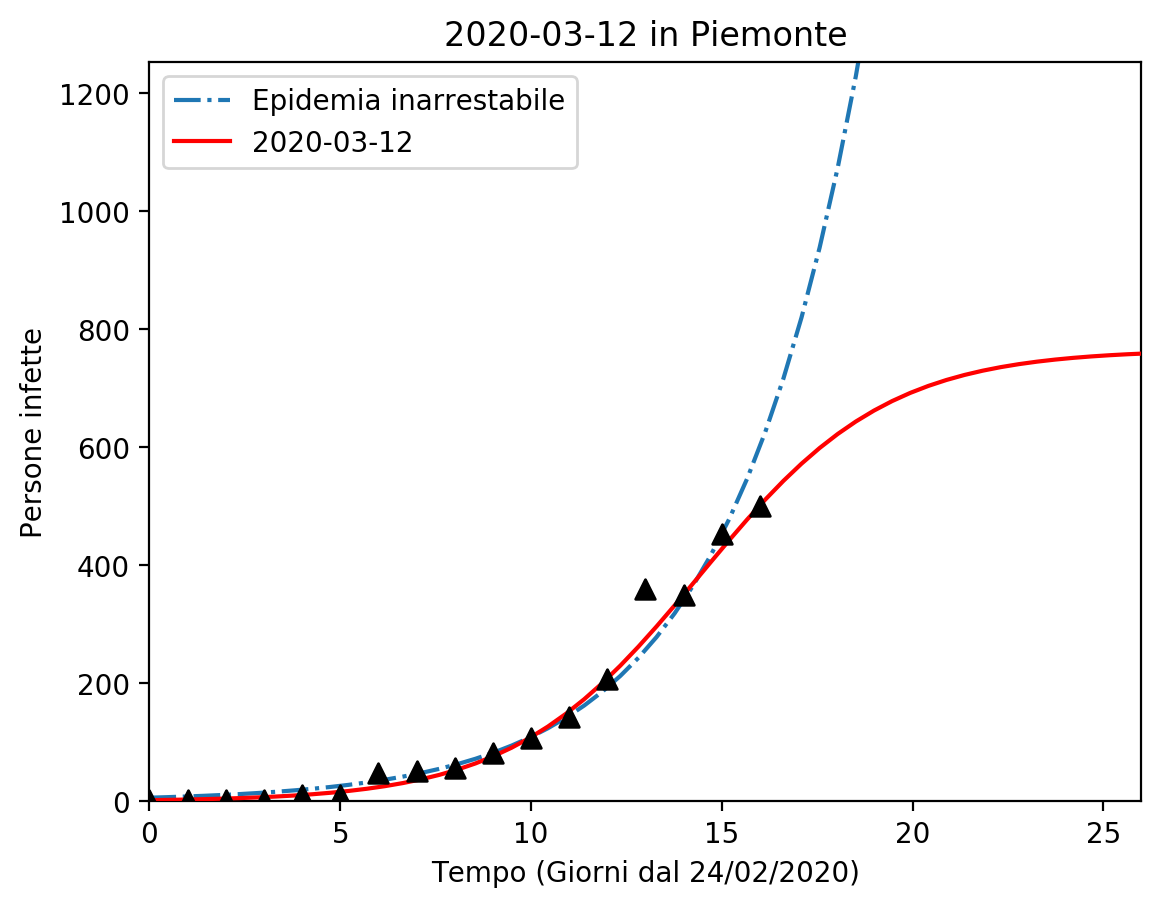 2020-03-12 in Piemonte
Epidemia inarrestabile
2020-03-12
Persone infette
1200
1000
800
600
400
200
0
0 5 10 15 20 25
Tempo (Giorni dal 24/02/2020)